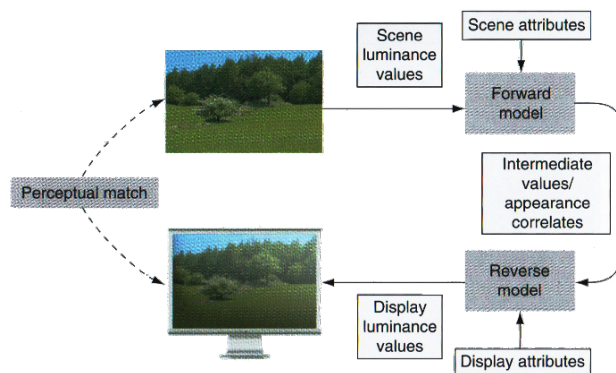 Scene attributes
Scene
luminance
values
Forward
model
Perceptual match
Intermediate
values/
appearance
correlates
Reverse
model
Display
luminance
values
Display attributes